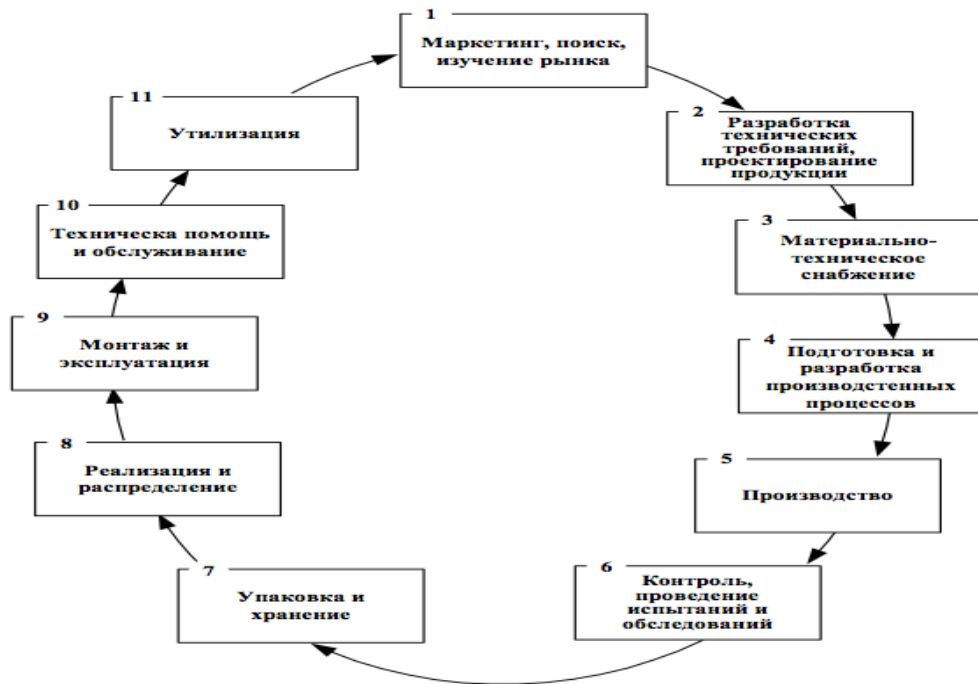 1
Маркетинг, поиск,
изучение рынка
2
Разработка
технических
требований,
проектирование
продукции
3
Материально-
техническое
снабжение
4
Подготовка и
разработка
производстенных
процессов
5
Производство
6
Контроль,
проведение
испытаний и
обследований
7
Упаковка и
хранение
8
Реализация и
распределение
9
Монтаж и
эксплуатация
10
Техническа помощь
и обслуживание
11
Утилизация